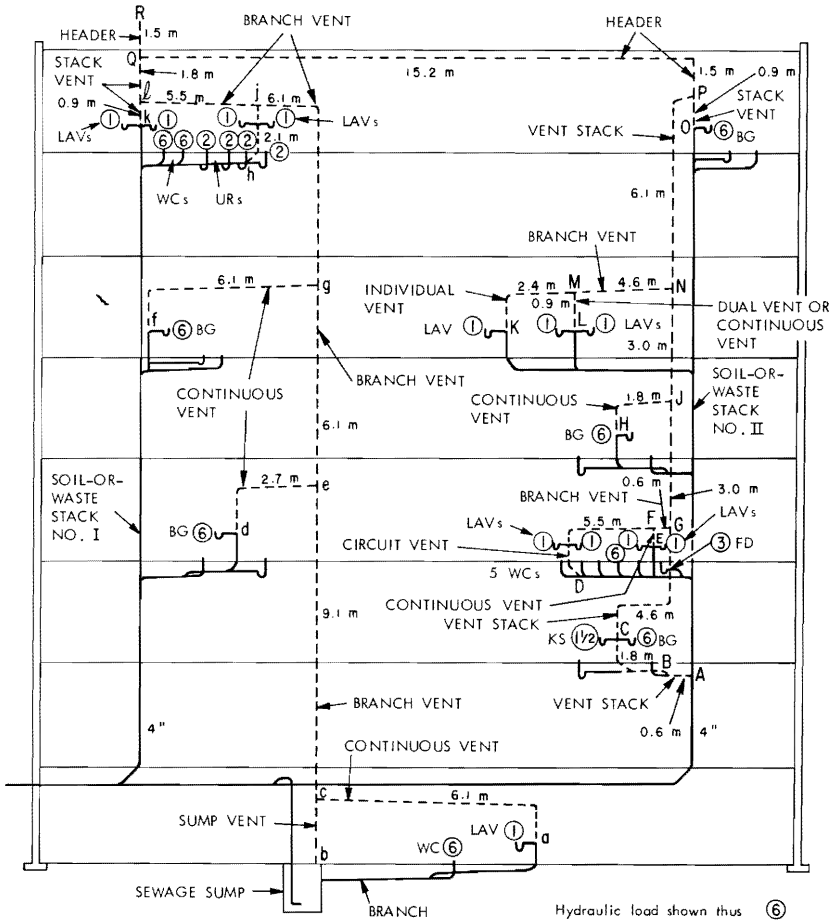 R
1.5 m
HEADER
BRANCH VENT
HEADER
Q
STACK
VENT
1.8 m
15.2 m
1.5 m
0.9 m
P
STACK
VENT
l
5.5 m
j
6.1 m
0.9 m
k
1
1
1
1
LAVs
LAVs
VENT STACK
O
6
BG
6
6
2
2
2
2.1 m
2
h
WCs
URs
6.1 m
BRANCH VENT
6.1 m
g
INDIVIDUAL
VENT
2.4 m
M
4.6 m
N
0.9 m
DUAL VENT OR
CONTINUOUS
VENT
f
6
BG
LAV
1
K
1
L
1
LAVs
3.0 m
CONTINUOUS
VENT
BRANCH VENT
CONTINUOUS
VENT
1.8 m
J
SOIL-OR-
WASTE
STACK
NO. II
6.1 m
BG
6
H
SOIL-OR-
WASTE
STACK
NO. I
2.7 m
e
0.6 m
BRANCH VENT
3.0 m
LAVs
BG
6
d
LAVs
5.5 m
F
G
1
1
1
E
1
3
FD
CIRCUIT VENT
6
5 WCs
D
CONTINUOUS VENT
VENT STACK
9.1 m
4.6 m
KS
1½
C
6
BG
1.8 m
B
A
BRANCH VENT
VENT STACK
4"
0.6 m
4"
CONTINUOUS VENT
c
6.1 m
SUMP VENT
LAV
1
a
WC
6
b
SEWAGE SUMP
BRANCH
Hydraulic load shown thus
6